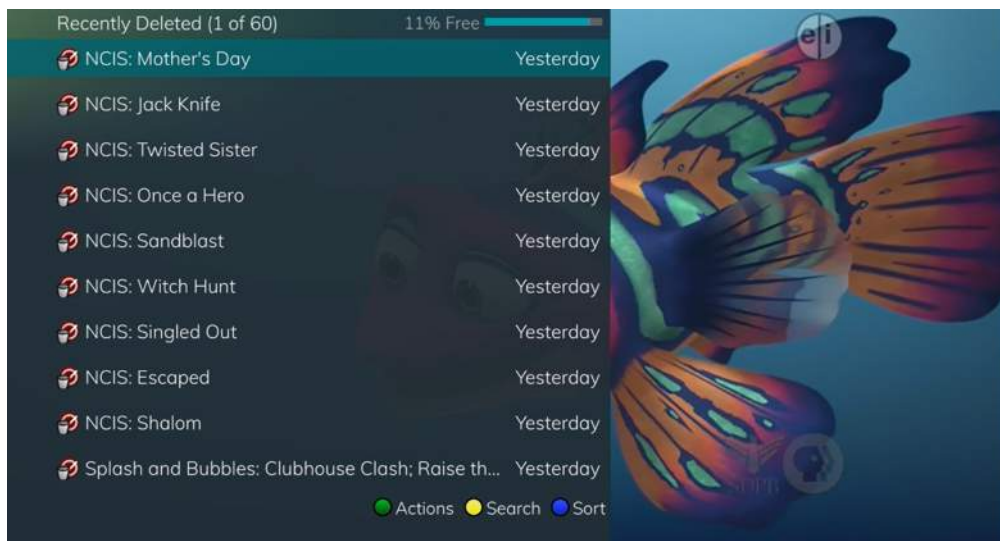 Recently Deleted (1 of 60) 11% Free
NCIS: Mother's Day Yesterday
NCIS: Jack Knife Yesterday
NCIS: Twisted Sister Yesterday
NCIS: Once a Hero Yesterday
NCIS: Sandblast Yesterday
NCIS: Witch Hunt Yesterday
NCIS: Singled Out Yesterday
NCIS: Escaped Yesterday
NCIS: Shalom Yesterday
Splash and Bubbles: Clubhouse Clash; Raise th... Yesterday
Actions Search Sort
e/i
SDPB